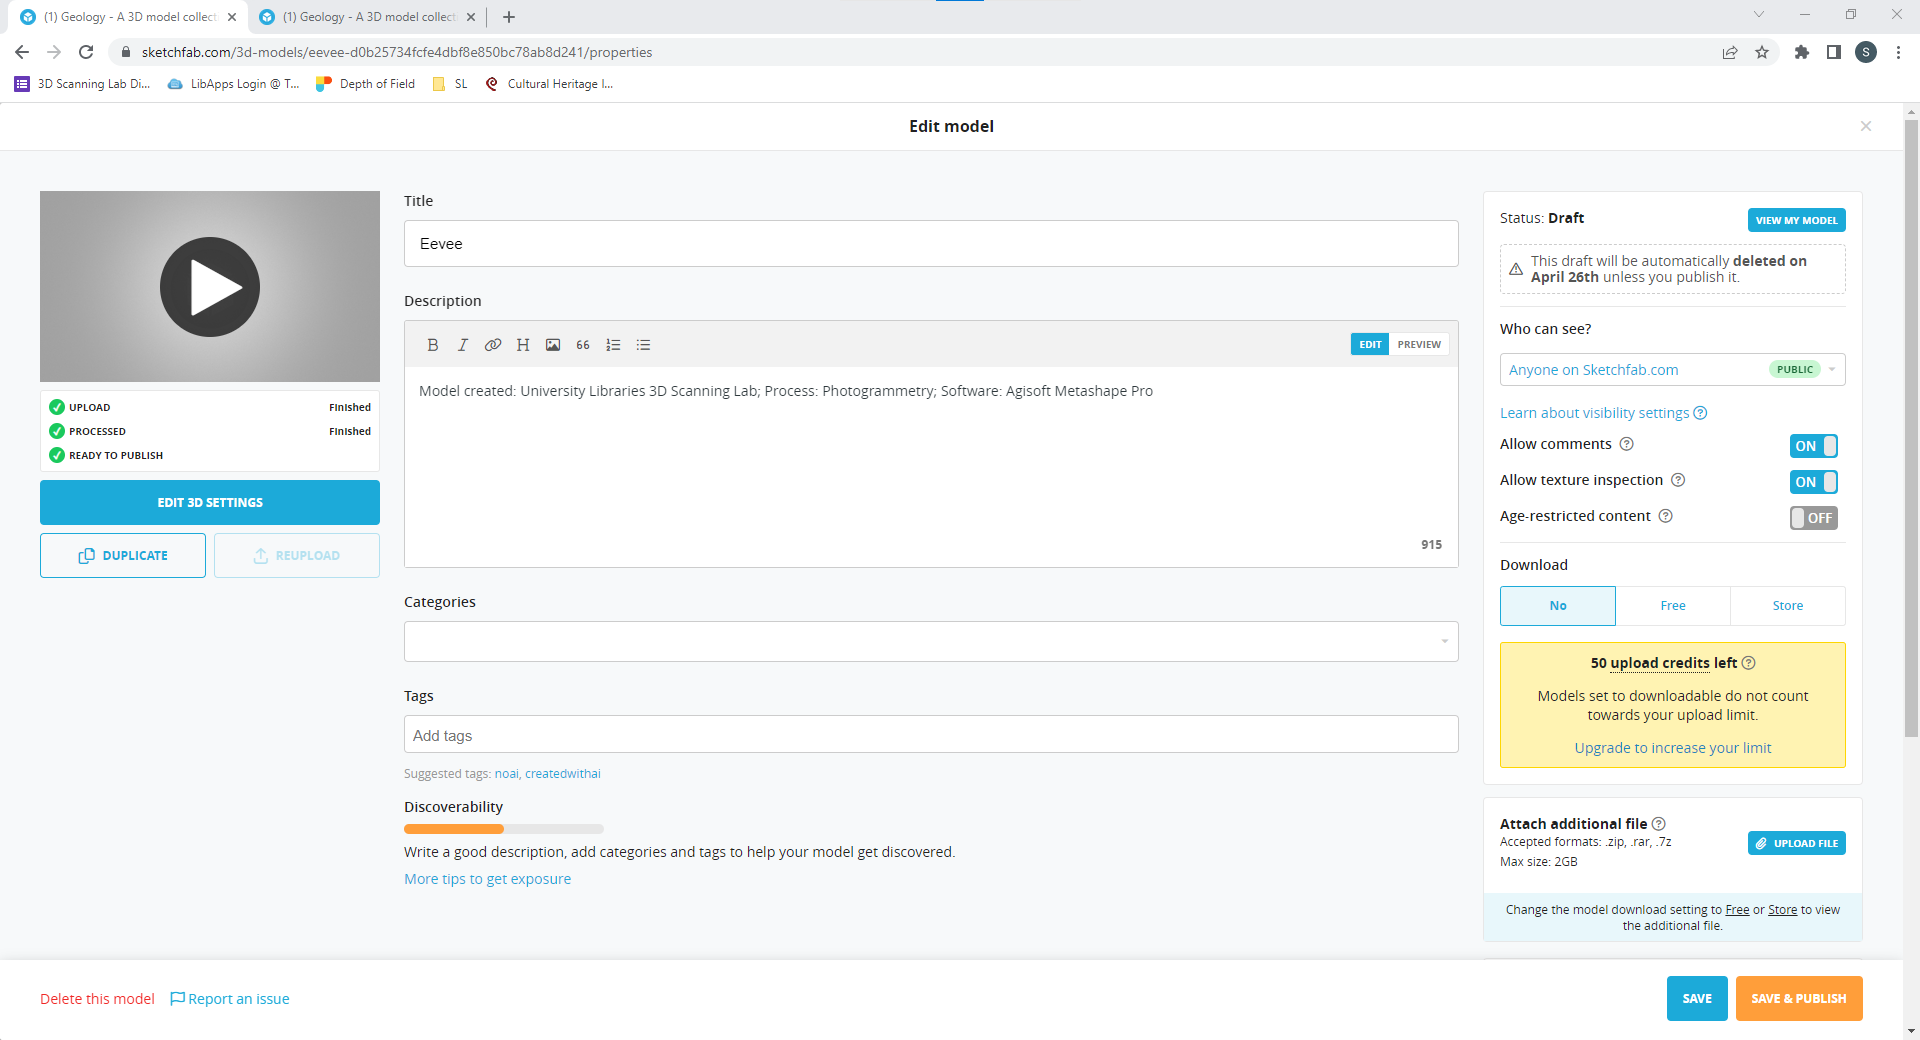 (1) Geology - A 3D model collect
(1) Geology - A 3D model collect
sketchfab.com/3d-models/eevee-d0b25734fcfe4dbf8e850bc78ab8d241/properties
S
3D Scanning Lab Di...
LibApps Login @ T...
Depth of Field
SL
Cultural Heritage I...
Edit model
Title
Eevee
Description
B I H 66
EDIT PREVIEW
Model created: University Libraries 3D Scanning Lab; Process: Photogrammetry; Software: Agisoft Metashape Pro
915
UPLOAD Finished
PROCESSED Finished
READY TO PUBLISH
EDIT 3D SETTINGS
DUPLICATE
REUPLOAD
Categories
Tags
Add tags
Suggested tags: noai, createdwithai
Discoverability
Write a good description, add categories and tags to help your model get discovered.
More tips to get exposure
Status: Draft
VIEW MY MODEL
This draft will be automatically deleted on
April 26th unless you publish it.
Who can see?
Anyone on Sketchfab.com PUBLIC
Learn about visibility settings ?
Allow comments ? ON
Allow texture inspection ? ON
Age-restricted content ? OFF
Download
No Free Store
50 upload credits left ?
Models set to downloadable do not count
towards your upload limit.
Upgrade to increase your limit
Attach additional file ?
Accepted formats: .zip, .rar, .7z
Max size: 2GB
UPLOAD FILE
Change the model download setting to Free or Store to view
the additional file.
Delete this model
Report an issue
SAVE
SAVE & PUBLISH